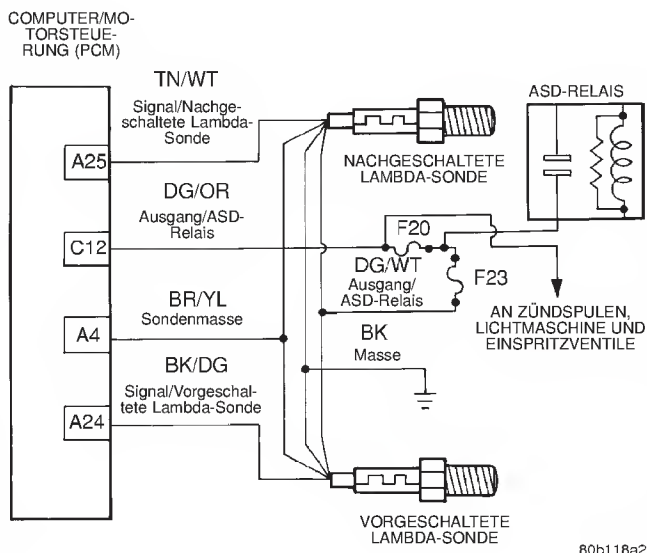 COMPUTER/MO-
TORSTEUE-
RUNG (PCM)
TN/WT
Signal/Nachge-
schaltete Lambda-
Sonde
A25
NACHGESCHALTETE
LAMBDA-SONDE
ASD-RELAIS
DG/OR
Ausgang/ASD-
Relais
C12
F20
DG/WT
Ausgang/
ASD-Relais
F23
AN ZÜNDSPULEN,
LICHTMASCHINE UND
EINSPRITZVENTILE
BR/YL
Sondenmasse
A4
BK
Masse
BK/DG
Signal/Vorgeschal-
tete Lambda-Sonde
A24
VORGESCHALTETE
LAMBDA-SONDE
80b118a2